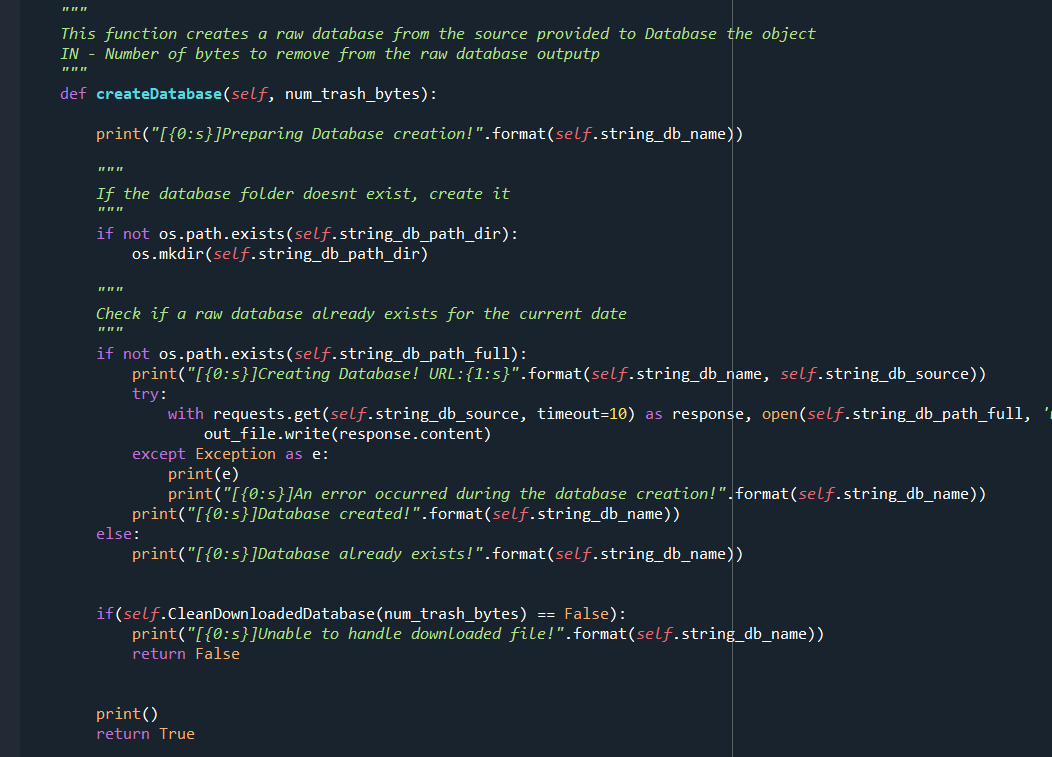 """
This function creates a raw database from the source provided to Database the object
IN - Number of bytes to remove from the raw database outputp
"""
def createDatabase(self, num_trash_bytes):
print("[{0:s}]Preparing Database creation!".format(self.string_db_name))
"""
If the database folder doesnt exist, create it
"""
if not os.path.exists(self.string_db_path_dir):
os.mkdir(self.string_db_path_dir)
"""
Check if a raw database already exists for the current date
"""
if not os.path.exists(self.string_db_path_full):
print("[{0:s}]Creating Database! URL:{1:s}".format(self.string_db_name, self.string_db_source))
try:
with requests.get(self.string_db_source, timeout=10) as response, open(self.string_db_path_full, '
out_file.write(response.content)
except Exception as e:
print(e)
print("[{0:s}]An error occurred during the database creation!".format(self.string_db_name))
print("[{0:s}]Database created!".format(self.string_db_name))
else:
print("[{0:s}]Database already exists!".format(self.string_db_name))
if(self.CleanDownloadedDatabase(num_trash_bytes) == False):
print("[{0:s}]Unable to handle downloaded file!".format(self.string_db_name))
return False
print()
return True